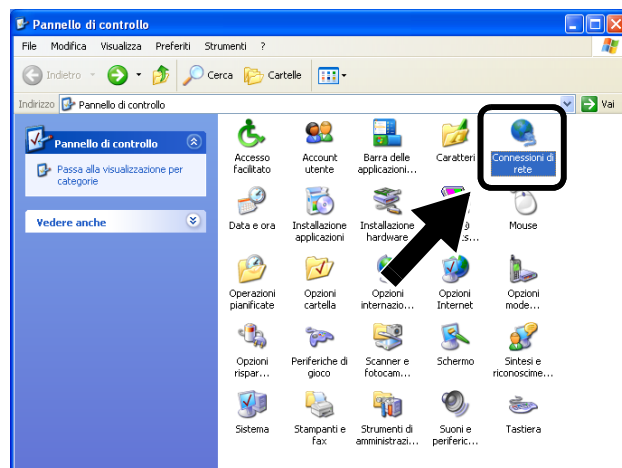 Pannello di controllo
File Modifica Visualizza Preferiti Strumenti ?
Indietro Cerca Cartelle
Indirizzo Pannello di controllo Vai
Pannello di controllo
Passa alla visualizzazione per
categorie
Vedere anche
Accesso
facilitato
Account
utente
Barra delle
applicazioni...
Caratteri
Connessioni di
rete
Data e ora
Installazione
applicazioni
Installazione
hardware
Mouse
Operazioni
pianificate
Opzioni
cartella
Opzioni
internazio...
Opzioni
Internet
Opzioni
mode...
Opzioni
rispar...
Periferiche di
gioco
Scanner e
fotocam...
Schermo
Sintesi e
riconoscime...
Sistema
Stampanti e
fax
Strumenti di
amministrazi...
Suoni e
periferic...
Tastiera